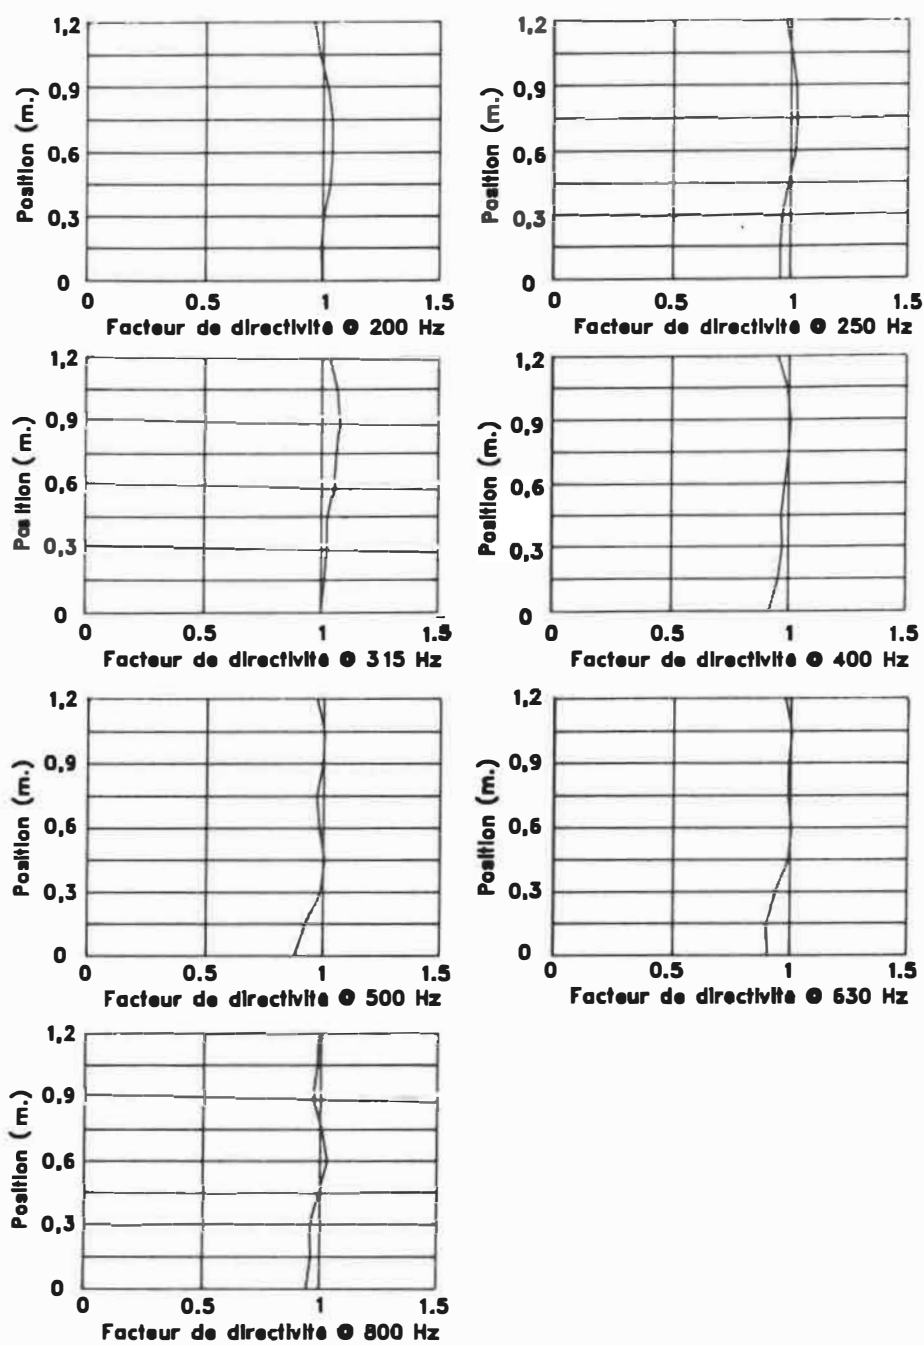 1,2
0,9
0,6
0,3
0
Position (m.)
0 0.5 1 1.5
Facteur de directivité @ 200 Hz
1,2
0,9
0,6
0,3
0
Position (m.)
0 0.5 1 1.5
Facteur de directivité @ 250 Hz
1,2
0,9
0,6
0,3
0
Position (m.)
0 0.5 1 1.5
Facteur de directivité @ 315 Hz
1,2
0,9
0,6
0,3
0
Position (m.)
0 0.5 1 1.5
Facteur de directivité @ 400 Hz
1,2
0,9
0,6
0,3
0
Position (m.)
0 0.5 1 1.5
Facteur de directivité @ 500 Hz
1,2
0,9
0,6
0,3
0
Position (m.)
0 0.5 1 1.5
Facteur de directivité @ 630 Hz
1,2
0,9
0,6
0,3
0
Position (m.)
0 0.5 1 1.5
Facteur de directivité @ 800 Hz